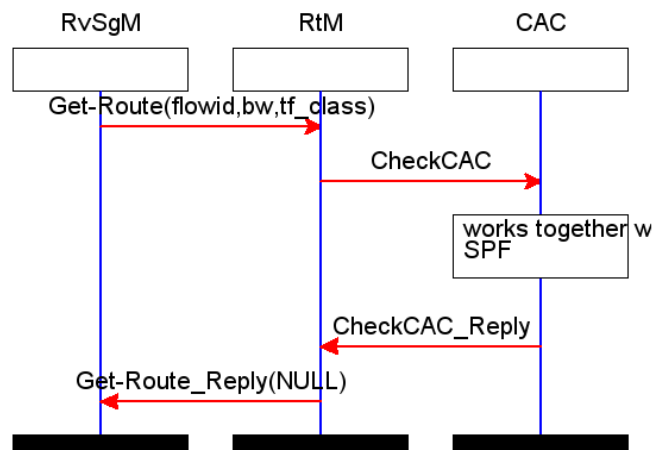 RvSgM RtM CAC
Get-Route(flowid,bw,tf_class)
CheckCAC
works together w
SPF
CheckCAC_Reply
Get-Route_Reply(NULL)